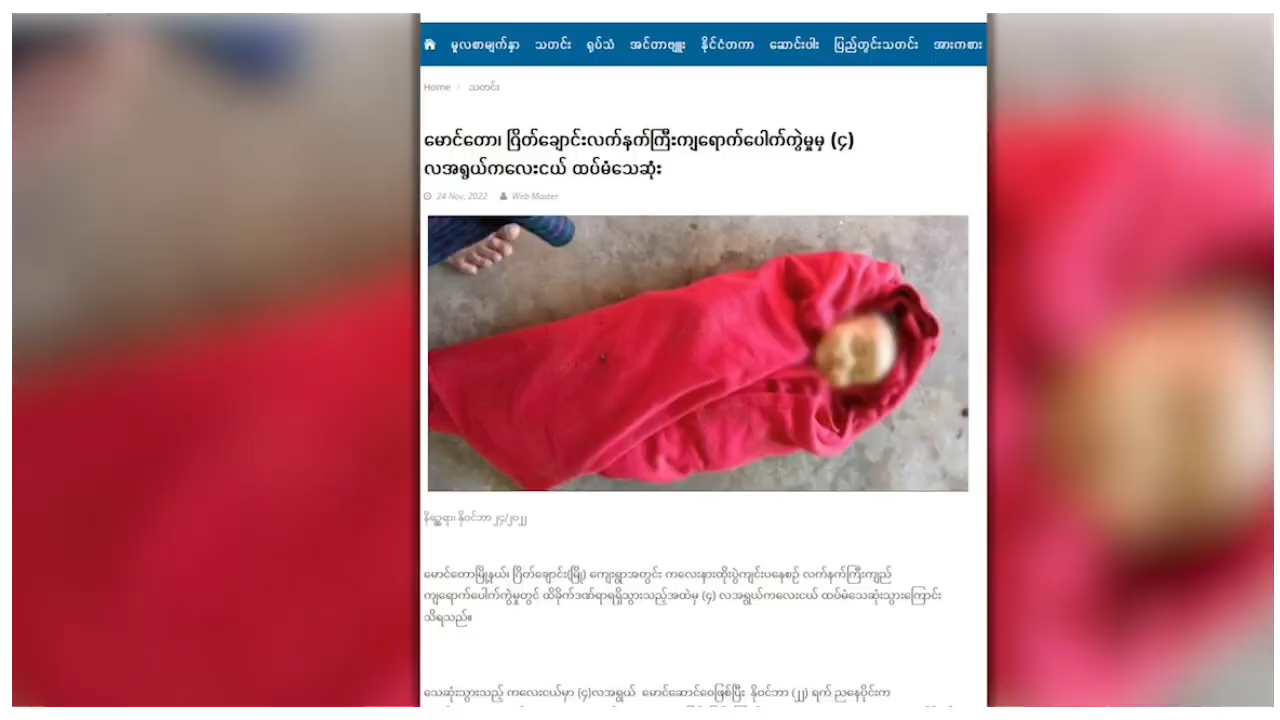 မူလစာမျက်နှာ သတင်း ရုပ်သံ အင်တာဗျူး နိုင်ငံတကာ ဆောင်းပါး ပြည်တွင်းသတင်း အားကစား
Home / သတင်း
မောင်တော၊ ဂြိတ်ချောင်းလက်နက်ကြီးကျရောက်ပေါက်ကွဲမှုမှ (၄)
လအရွယ်ကလေးငယ် ထပ်မံသေဆုံး
24 Nov, 2022 Web Master
နိရဉ္စရာ၊ နိုဝင်ဘာ ၂၄/၂၀၂၂
မောင်တောမြို့နယ်၊ ဂြိတ်ချောင်း(မြို) ကျေးရွာအတွင်း ကလေးနားထိုးပွဲကျင်းပနေစဉ် လက်နက်ကြီးကျည်
ကျရောက်ပေါက်ကွဲမှုတွင် ထိခိုက်ဒဏ်ရာရရှိသွားသည့်အထဲမှ (၄) လအရွယ်ကလေးငယ် ထပ်မံသေဆုံးသွားကြောင်း
သိရသည်။
သေဆုံးသွားသည့် ကလေးငယ်မှာ (၄)လအရွယ် မောင်ဆောင်ဝေဖြစ်ပြီး နိုဝင်ဘာ (၂၂) ရက် ညနေပိုင်းက